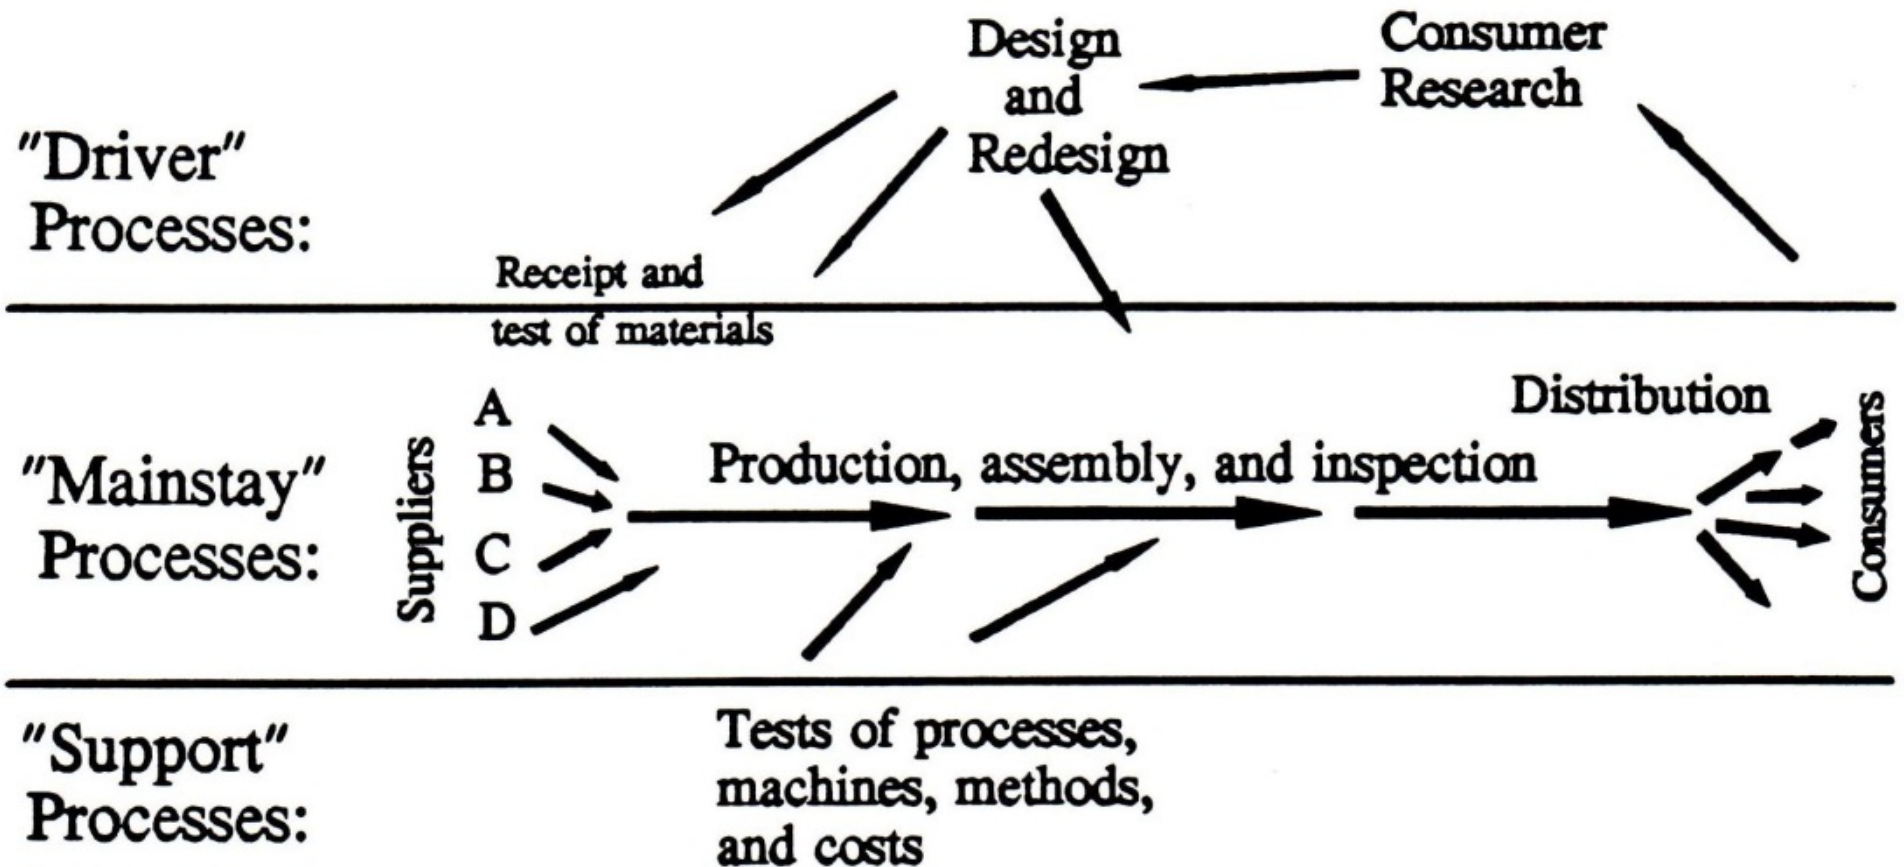 Design
and
Redesign
Consumer
Research
"Driver"
Processes:
Receipt and
test of materials
"Mainstay"
Processes:
Suppliers
A
B
C
D
Production, assembly, and inspection
Distribution
Consumers
"Support"
Processes:
Tests of processes,
machines, methods,
and costs